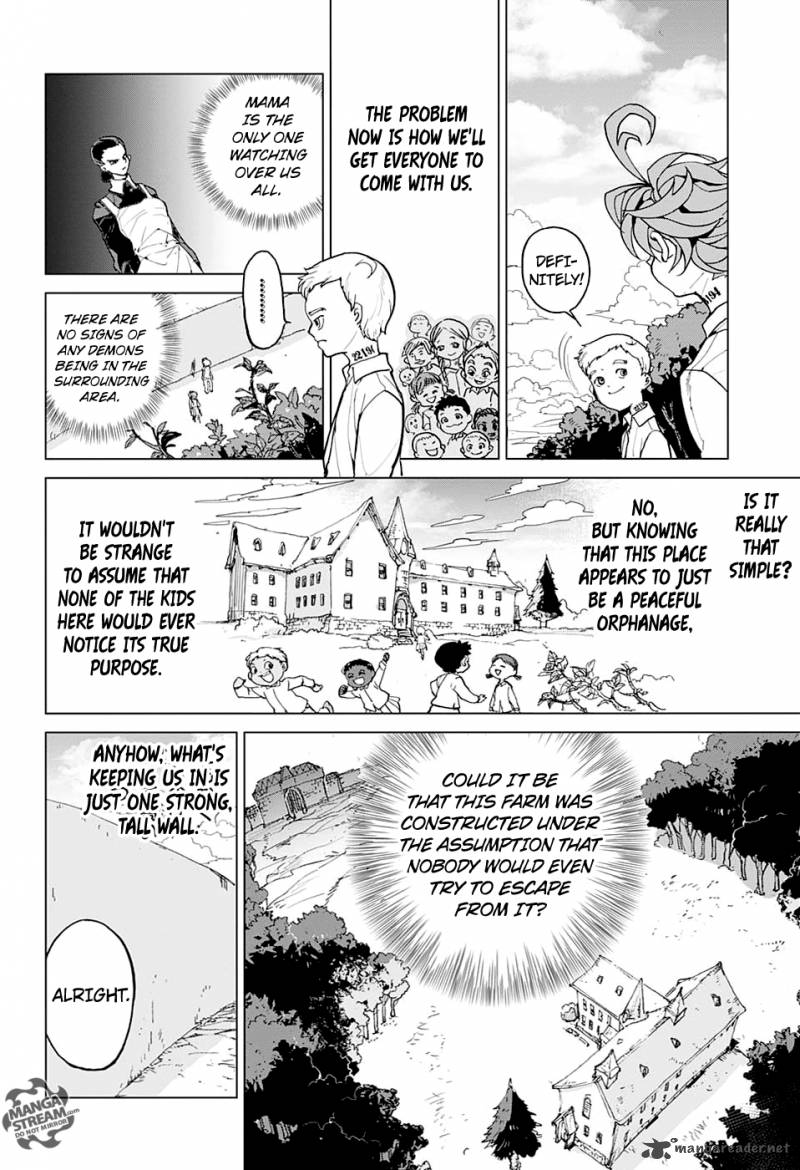 DEFI-
NITELY!
194
THE PROBLEM
NOW IS HOW WE'LL
GET EVERYONE TO
COME WITH US.
MAMA
IS THE
ONLY ONE
WATCHING
OVER US
ALL.
22194
THERE ARE
NO SIGNS OF
ANY DEMONS
BEING IN THE
SURROUNDING
AREA.
IS IT
REALLY
THAT
SIMPLE?
NO,
BUT KNOWING
THAT THIS PLACE
APPEARS TO JUST
BE A PEACEFUL
ORPHANAGE,
IT WOULDN'T
BE STRANGE
TO ASSUME THAT
NONE OF THE KIDS
HERE WOULD EVER
NOTICE ITS TRUE
PURPOSE.
COULD IT BE
THAT THIS FARM WAS
CONSTRUCTED UNDER
THE ASSUMPTION THAT
NOBODY WOULD EVEN
TRY TO ESCAPE
FROM IT?
ANYHOW, WHAT'S
KEEPING US IN IS
JUST ONE STRONG,
TALL WALL.
ALRIGHT.
MANGA
STREAM.COM
DO NOT MIRROR!
mangareader.net